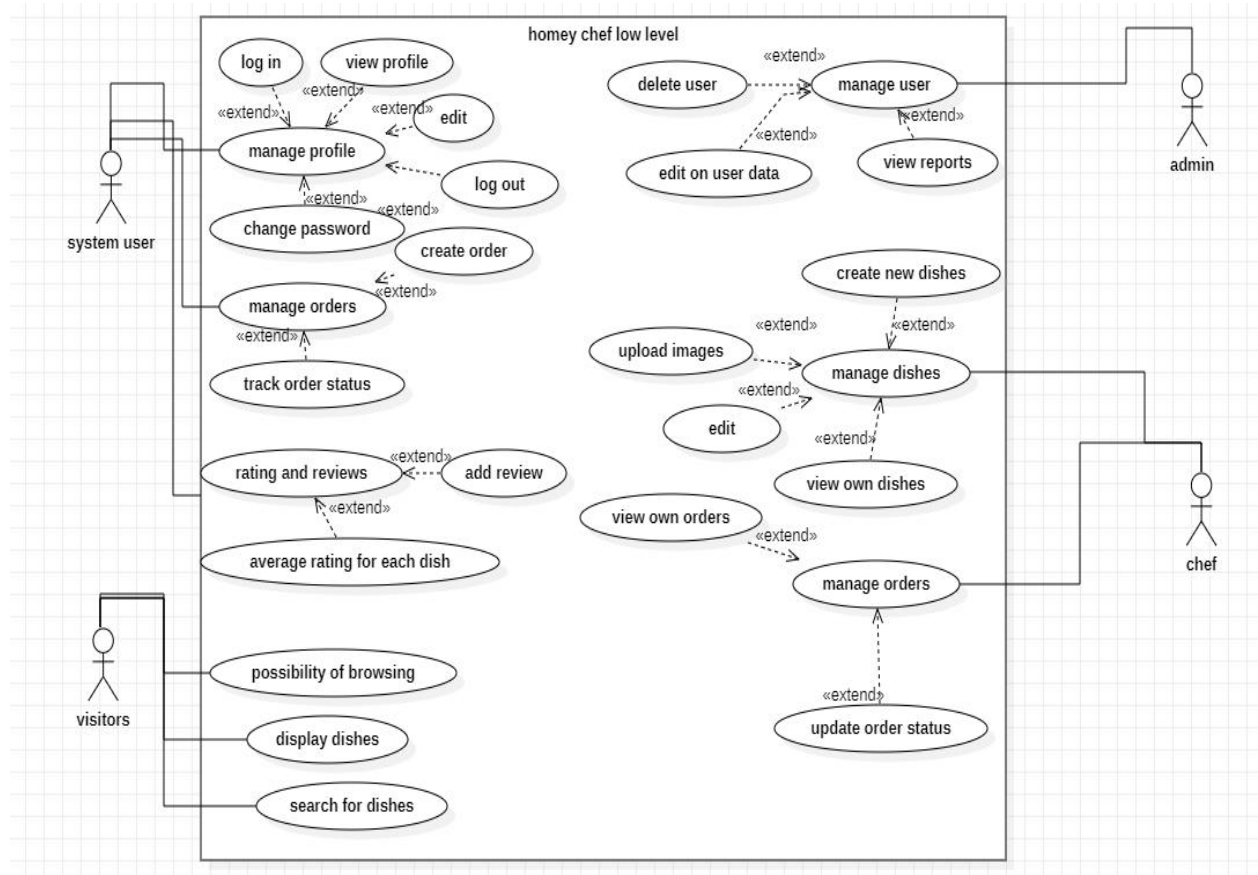 homey chef low level
log in
view profile
«extend»
«extend»
«extend»
edit
manage profile
log out
«extend»
«extend»
change password
create order
«extend»
manage orders
«extend»
track order status
rating and reviews
«extend»
add review
«extend»
average rating for each dish
possibility of browsing
display dishes
search for dishes
system user
visitors
«extend»
delete user
manage user
«extend»
«extend»
edit on user data
view reports
admin
create new dishes
«extend»
«extend»
upload images
manage dishes
«extend»
edit
«extend»
view own dishes
view own orders
«extend»
manage orders
«extend»
update order status
chef